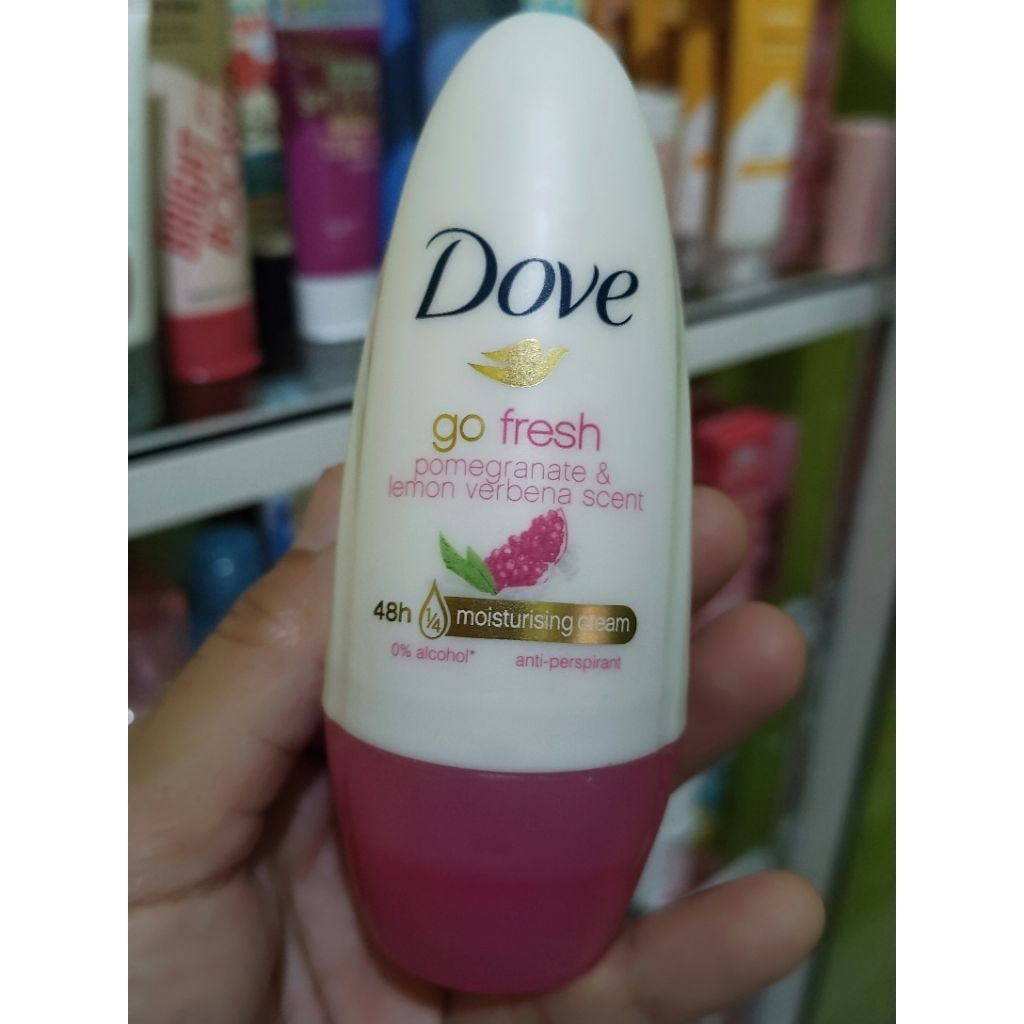 Dove
go fresh
pomegranate &
lemon verbena scent
48h 1/4 moisturising cream
0% alcohol* anti-perspirant